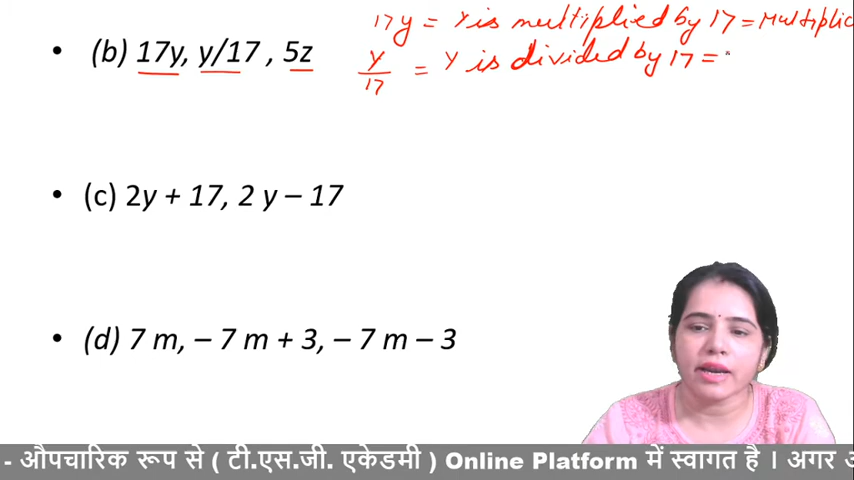 17y = y is multiplied by 17 = Multiplic
• (b) 17y, y/17 , 5z
y/17 = y is divided by 17 =
• (c) 2y + 17, 2 y – 17
• (d) 7 m, – 7 m + 3, – 7 m – 3
- औपचारिक रूप से ( टी.एस.जी. एकेडमी ) Online Platform में स्वागत है । अगर